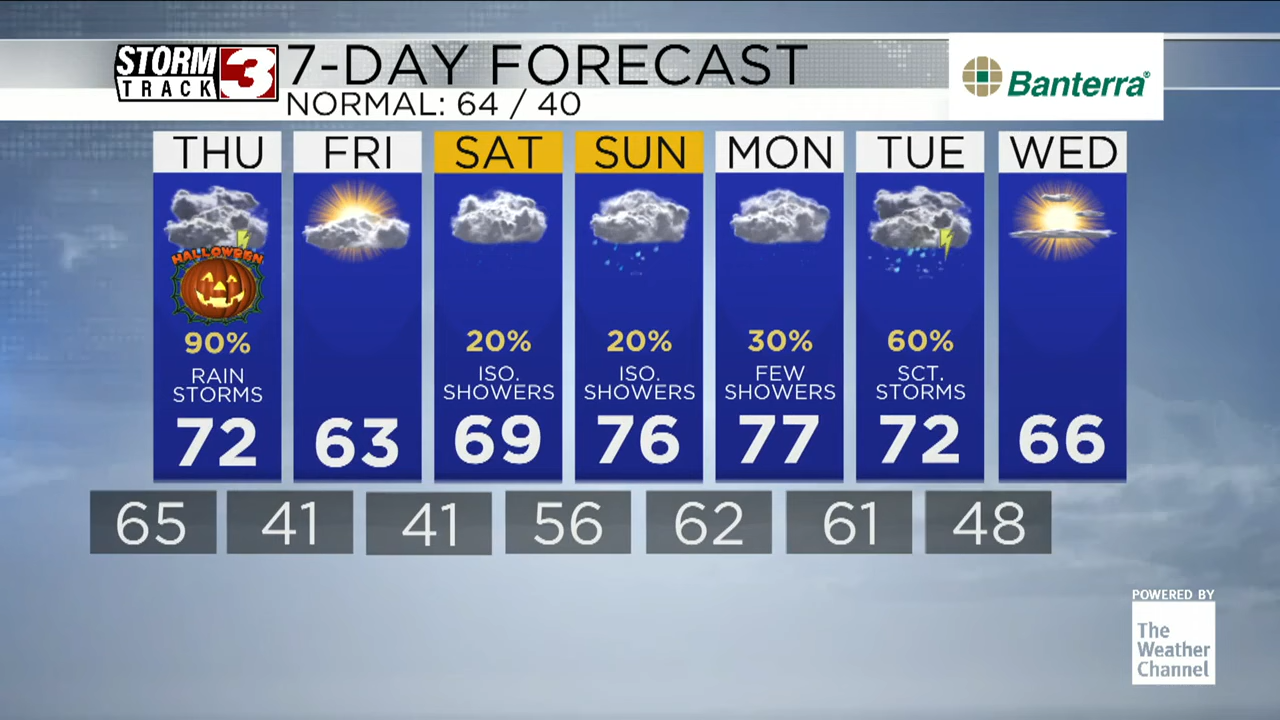 STORM
TRACK
3
7-DAY FORECAST
NORMAL: 64 / 40
Banterra®
THU
HALLOWEEN
90%
RAIN
STORMS
72
FRI
63
SAT
20%
ISO.
SHOWERS
69
SUN
20%
ISO.
SHOWERS
76
MON
30%
FEW
SHOWERS
77
TUE
60%
SCT.
STORMS
72
WED
66
65 41 41 56 62 61 48
POWERED BY
The
Weather
Channel